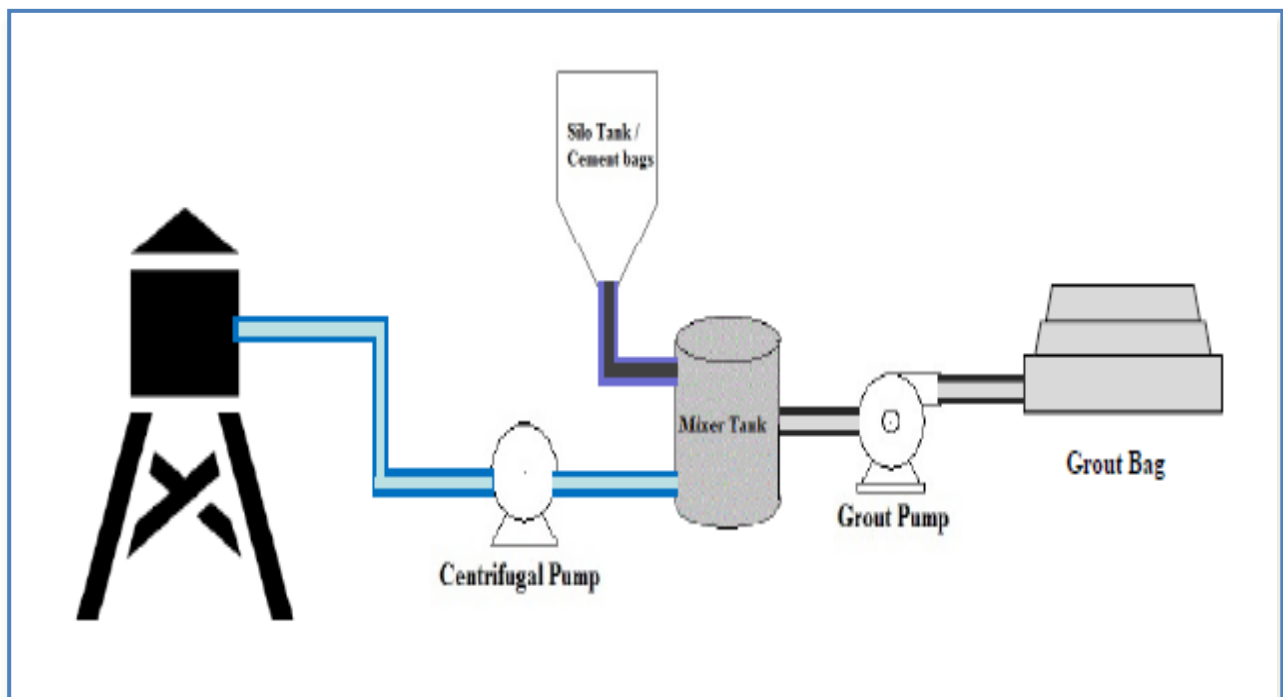 Silo Tank /
Cement bags
Mixer Tank
Grout Bag
Grout Pump
Centrifugal Pump